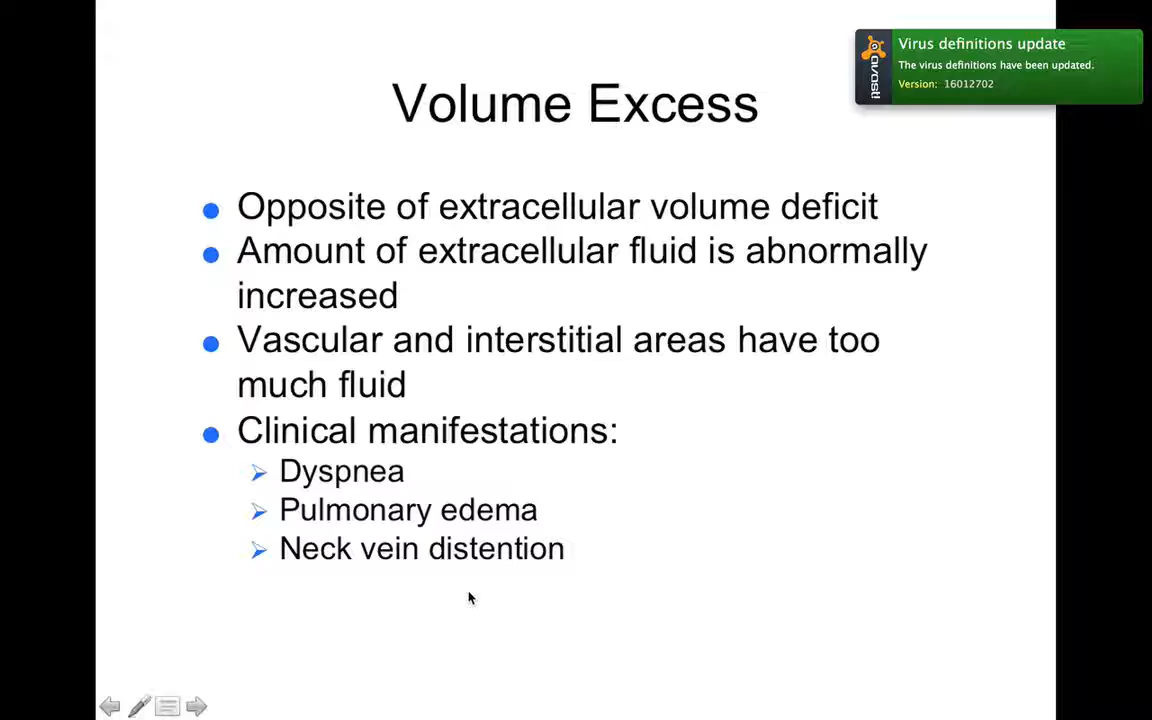 Virus definitions update
The virus definitions have been updated.
Version: 16012702
avast!
Volume Excess
Opposite of extracellular volume deficit
Amount of extracellular fluid is abnormally
increased
Vascular and interstitial areas have too
much fluid
Clinical manifestations:
Dyspnea
Pulmonary edema
Neck vein distention